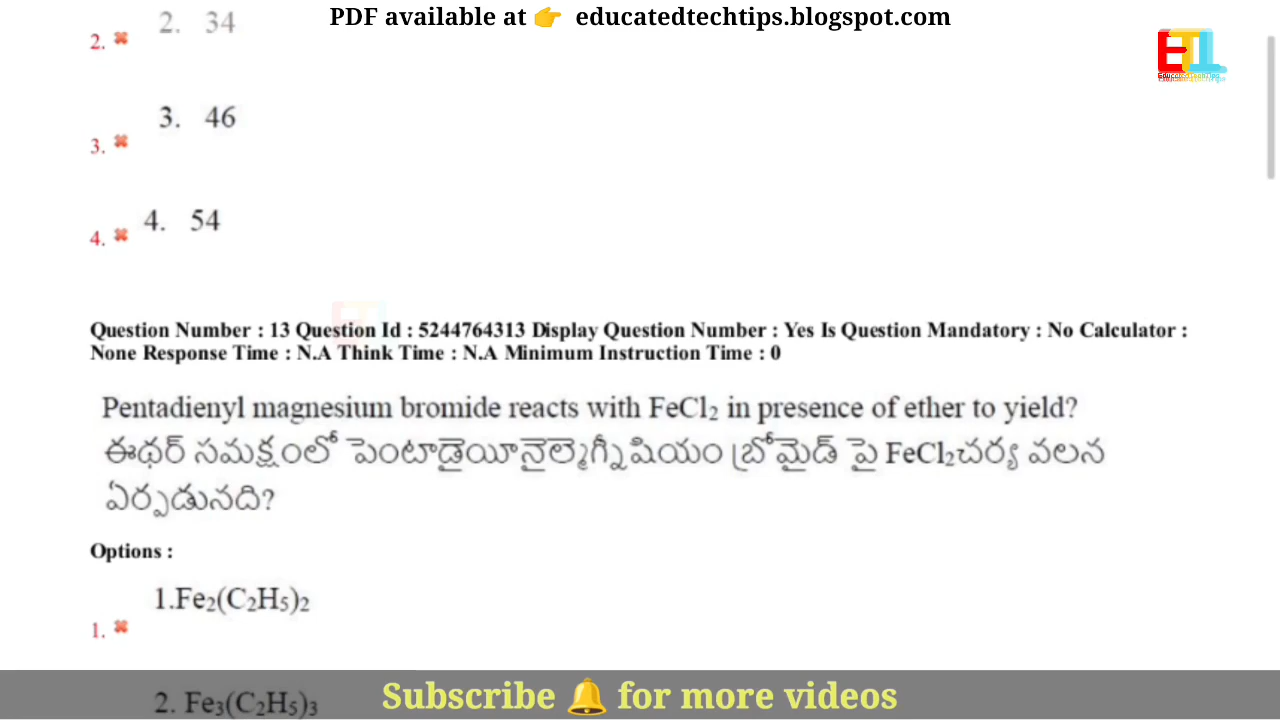 PDF available at 👉 educatedtechtips.blogspot.com
2. 34
2. ✖
3. 46
3. ✖
4. 54
4. ✖
Question Number : 13 Question Id : 5244764313 Display Question Number : Yes Is Question Mandatory : No Calculator :
None Response Time : N.A Think Time : N.A Minimum Instruction Time : 0
Pentadienyl magnesium bromide reacts with FeCl₂ in presence of ether to yield?
ఈథర్ సమక్షంలో పెంటాడైయీనైల్మెగ్నీషియం బ్రోమైడ్ పై FeCl₂చర్య వలన
ఏర్పడునది?
Options :
1.Fe₂(C₂H₅)₂
1. ✖
2. Fe₃(C₂H₅)₃
Subscribe 🔔 for more videos